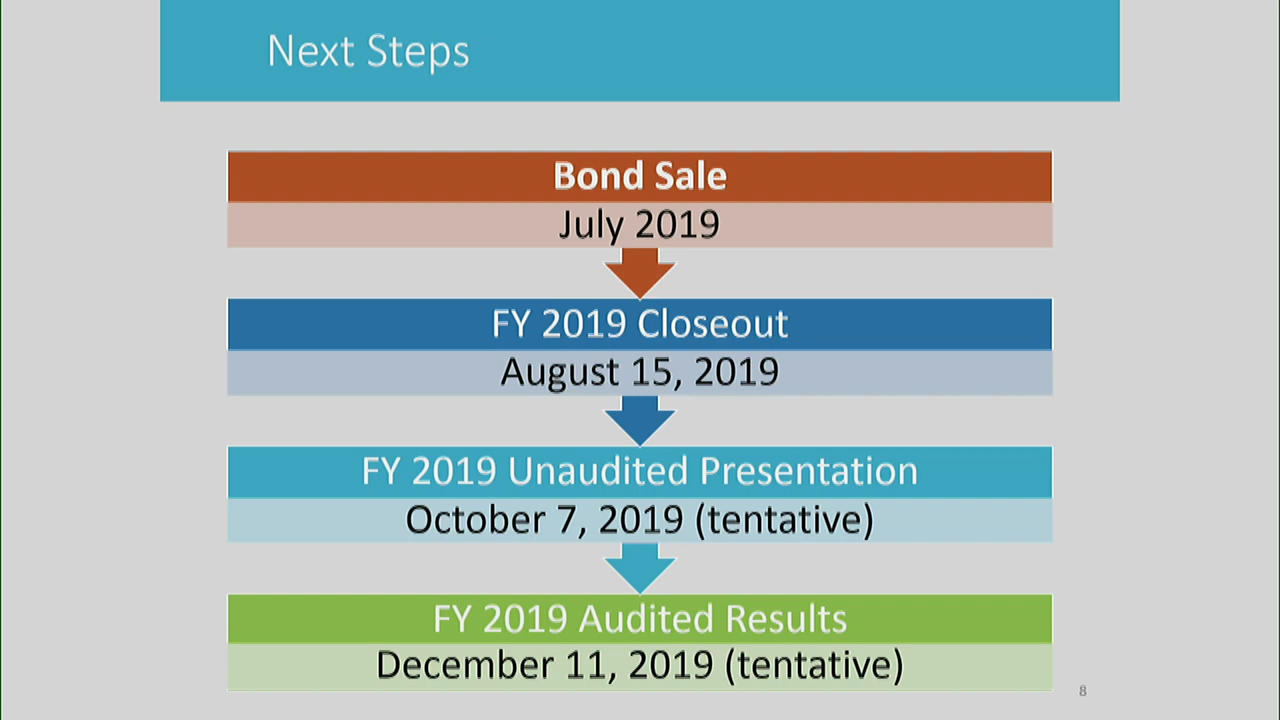 Next Steps
Bond Sale
July 2019
FY 2019 Closeout
August 15, 2019
FY 2019 Unaudited Presentation
October 7, 2019 (tentative)
FY 2019 Audited Results
December 11, 2019 (tentative)
8